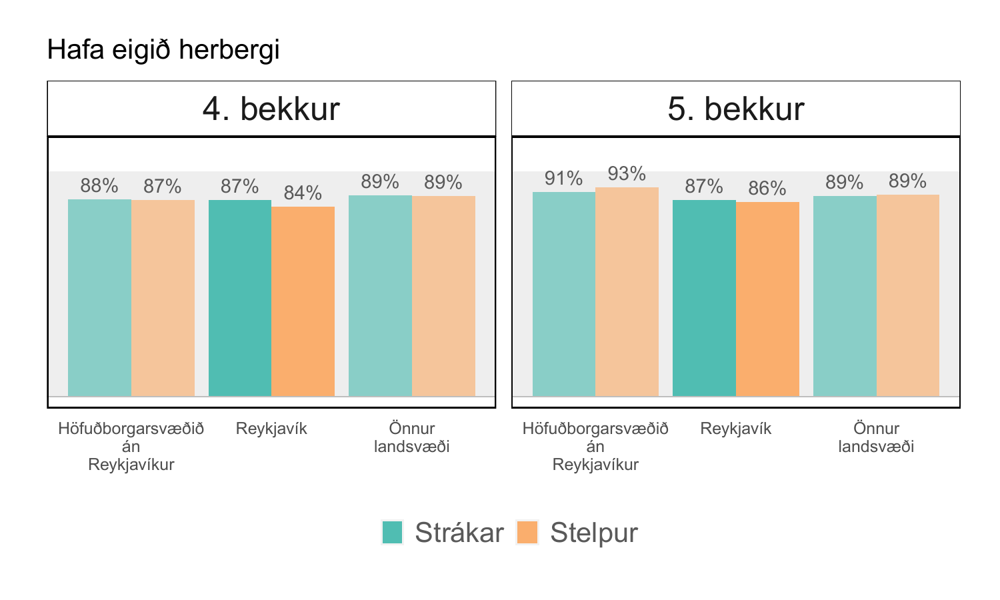 Hafa eigið herbergi
4. bekkur
5. bekkur
88% 87% 87% 84% 89% 89%
91% 93% 87% 86% 89% 89%
Höfuðborgarsvæðið
án
Reykjavíkur
Reykjavík
Önnur
landsvæði
Höfuðborgarsvæðið
án
Reykjavíkur
Reykjavík
Önnur
landsvæði
Strákar Stelpur